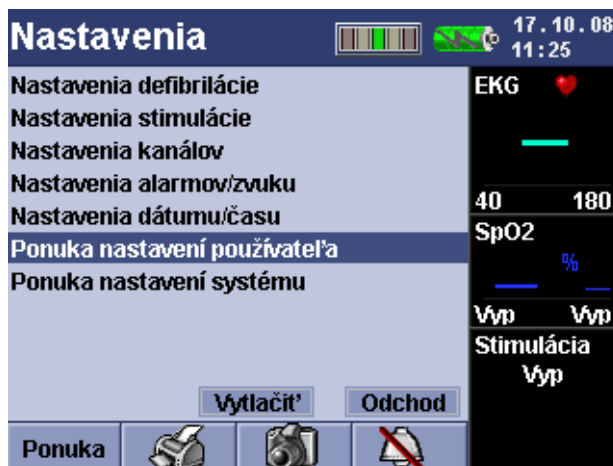 Nastavenia
17.10.08
11:25
Nastavenia defibrilácie
Nastavenia stimulácie
Nastavenia kanálov
Nastavenia alarmov/zvuku
Nastavenia dátumu/času
Ponuka nastavení používateľa
Ponuka nastavení systému
Vytlačiť
Odchod
Ponuka
EKG
40 180
SpO2
%
Vyp Vyp
Stimulácia
Vyp